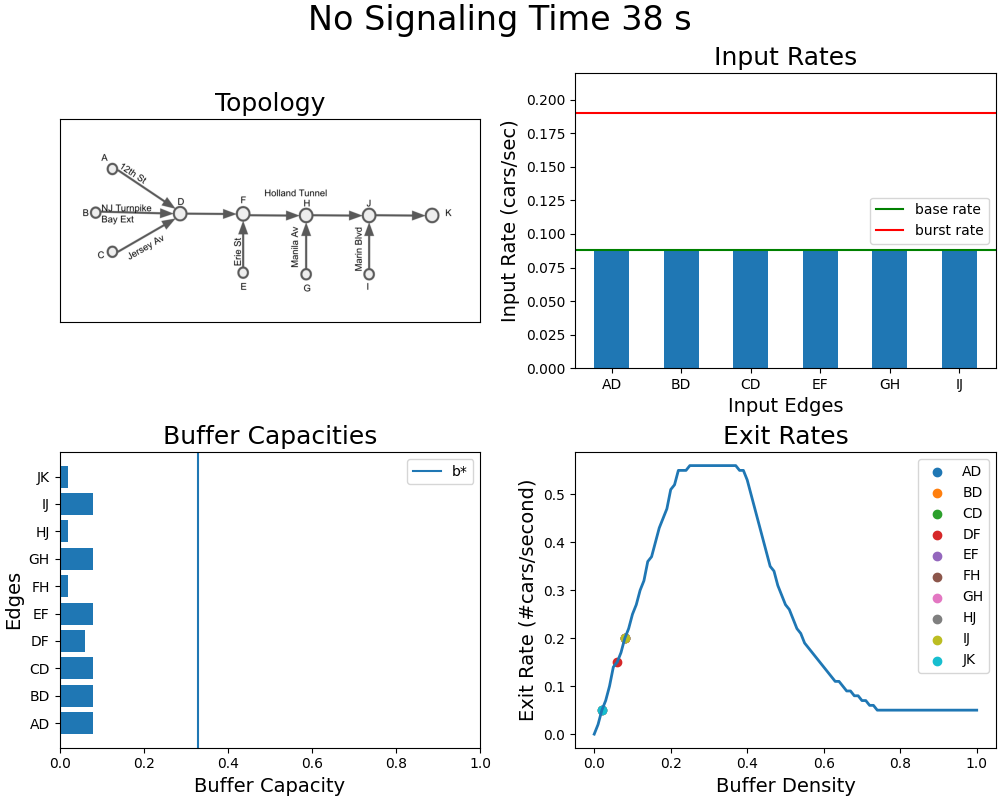 No Signaling Time 38 s
Topology
A
12th St
B
NJ Turnpike
Bay Ext
C
Jersey Av
D
F
Holland Tunnel
H
J
K
Erie St
Manila Av
Marin Blvd
E
G
I
Input Rates
Input Rate (cars/sec)
0.200
0.175
0.150
0.125
0.100
0.075
0.050
0.025
0.000
base rate
burst rate
AD BD CD EF GH IJ
Input Edges
Buffer Capacities
Edges
JK
IJ
HJ
GH
FH
EF
DF
CD
BD
AD
b*
0.0 0.2 0.4 0.6 0.8 1.0
Buffer Capacity
Exit Rates
Exit Rate (#cars/second)
0.5
0.4
0.3
0.2
0.1
0.0
AD
BD
CD
DF
EF
FH
GH
HJ
IJ
JK
0.0 0.2 0.4 0.6 0.8 1.0
Buffer Density